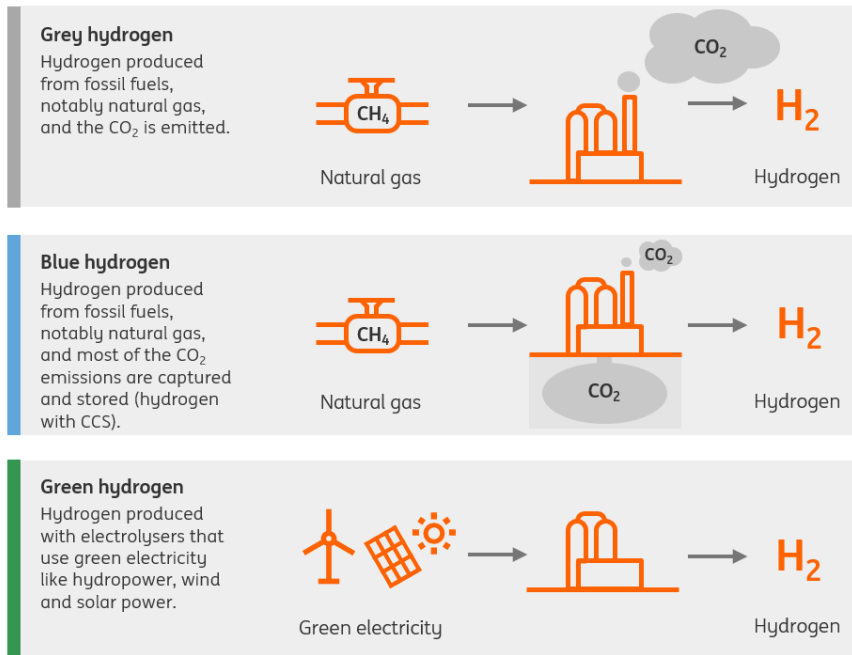 Grey hydrogen
Hydrogen produced
from fossil fuels,
notably natural gas,
and the CO₂ is emitted.
CH₄
Natural gas
CO₂
H₂
Hydrogen
Blue hydrogen
Hydrogen produced
from fossil fuels,
notably natural gas,
and most of the CO₂
emissions are captured
and stored (hydrogen
with CCS).
CH₄
Natural gas
CO₂
CO₂
H₂
Hydrogen
Green hydrogen
Hydrogen produced
with electrolysers that
use green electricity
like hydropower, wind
and solar power.
Green electricity
H₂
Hydrogen